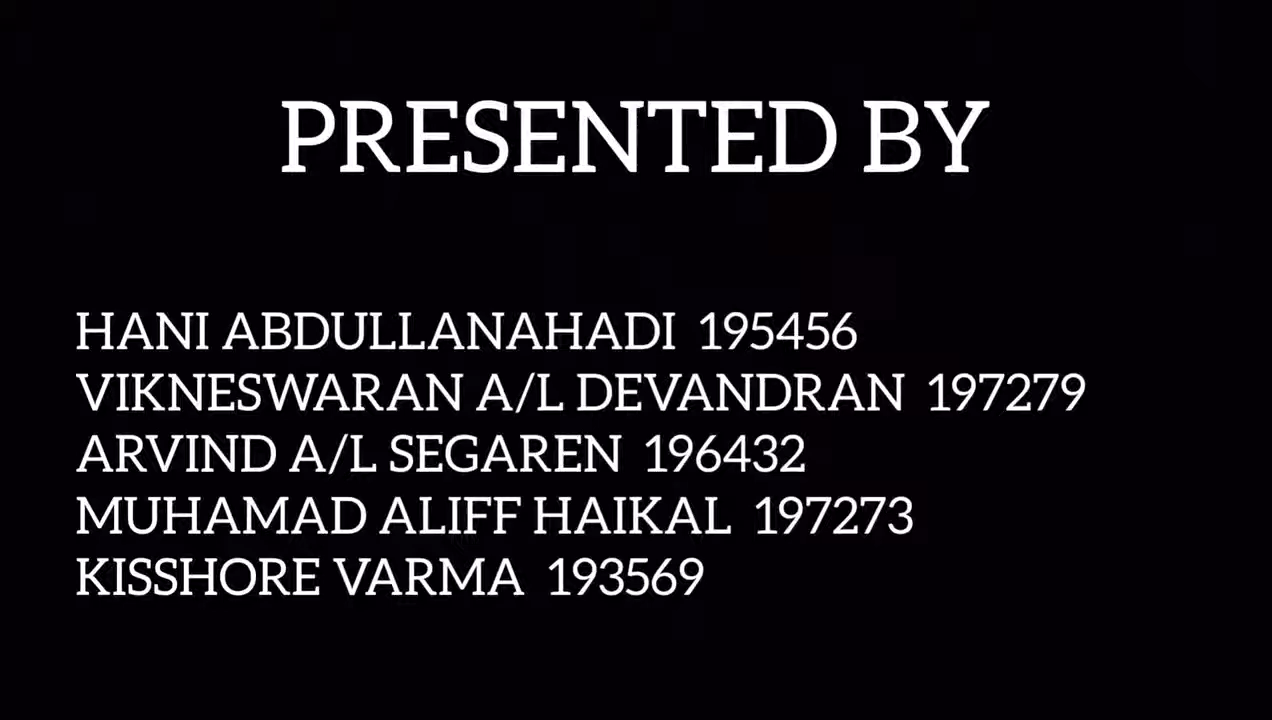 PRESENTED BY
HANI ABDULLANAHADI 195456
VIKNESWARAN A/L DEVANDRAN 197279
ARVIND A/L SEGAREN 196432
MUHAMAD ALIFF HAIKAL 197273
KISSHORE VARMA 193569